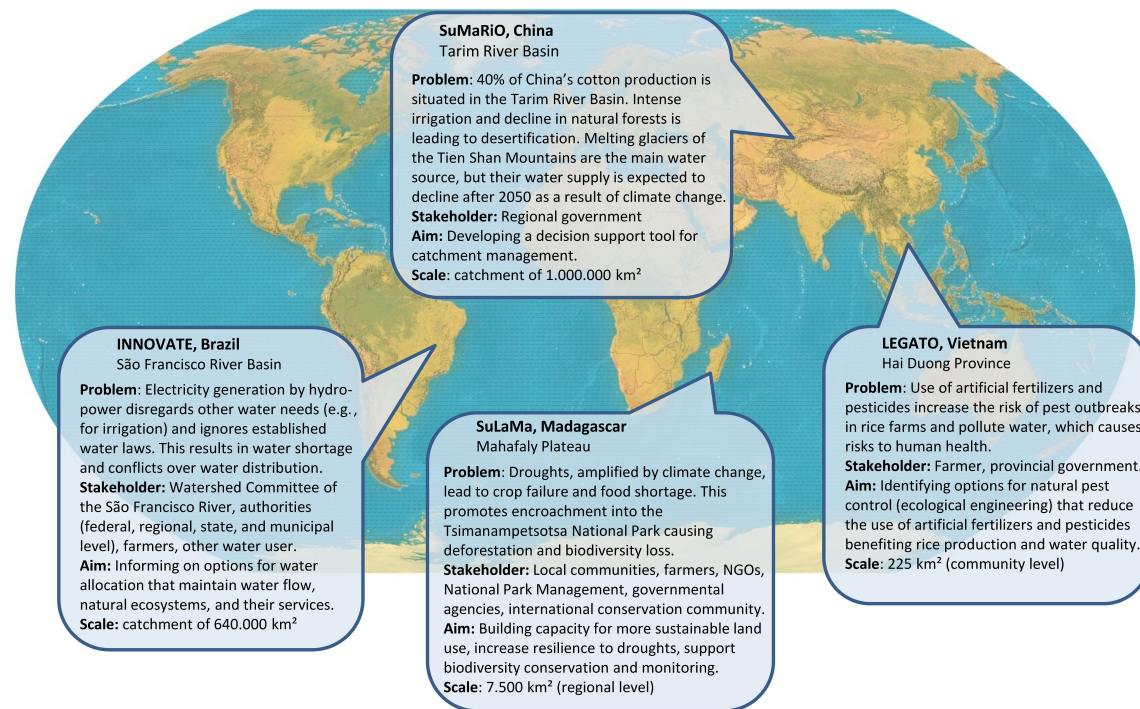 SuMaRiO, China
Tarim River Basin
Problem: 40% of China's cotton production is
situated in the Tarim River Basin. Intense
irrigation and decline in natural forests is
leading to desertification. Melting glaciers of
the Tien Shan Mountains are the main water
source, but their water supply is expected to
decline after 2050 as a result of climate change.
Stakeholder: Regional government
Aim: Developing a decision support tool for
catchment management.
Scale: catchment of 1.000.000 km²
INNOVATE, Brazil
São Francisco River Basin
Problem: Electricity generation by hydro-
power disregards other water needs (e.g.,
for irrigation) and ignores established
water laws. This results in water shortage
and conflicts over water distribution.
Stakeholder: Watershed Committee of
the São Francisco River, authorities
(federal, regional, state, and municipal
level), farmers, other water user.
Aim: Informing on options for water
allocation that maintain water flow,
natural ecosystems, and their services.
Scale: catchment of 640.000 km²
SuLaMa, Madagascar
Mahafaly Plateau
Problem: Droughts, amplified by climate change,
lead to crop failure and food shortage. This
promotes encroachment into the
Tsimanampetsotsa National Park causing
deforestation and biodiversity loss.
Stakeholder: Local communities, farmers, NGOs,
National Park Management, governmental
agencies, international conservation community.
Aim: Building capacity for more sustainable land
use, increase resilience to droughts, support
biodiversity conservation and monitoring.
Scale: 7.500 km² (regional level)
LEGATO, Vietnam
Hai Duong Province
Problem: Use of artificial fertilizers and
pesticides increase the risk of pest outbreaks
in rice farms and pollute water, which causes
risks to human health.
Stakeholder: Farmer, provincial government.
Aim: Identifying options for natural pest
control (ecological engineering) that reduce
the use of artificial fertilizers and pesticides
benefiting rice production and water quality.
Scale: 225 km² (community level)